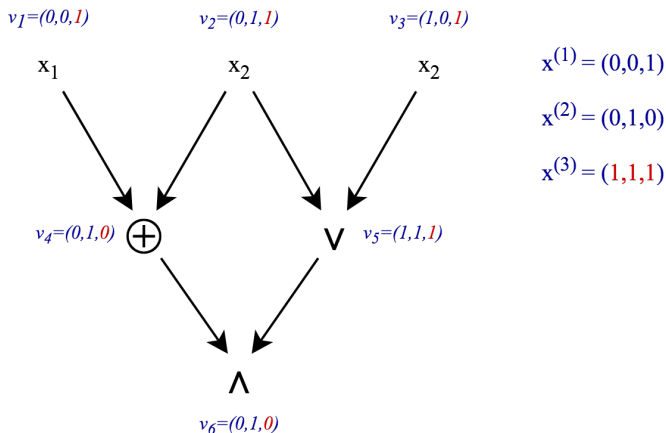 v₁=(0,0,1) v₂=(0,1,1) v₃=(1,0,1)
x₁ x₂ x₂
x⁽¹⁾ = (0,0,1)
x⁽²⁾ = (0,1,0)
x⁽³⁾ = (1,1,1)
v₄=(0,1,0) ⊕ ∨ v₅=(1,1,1)
∧
v₆=(0,1,0)